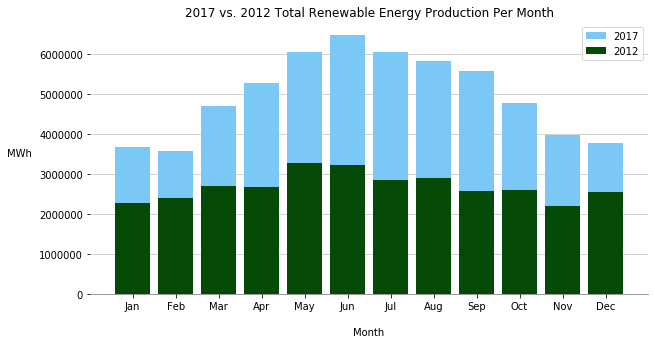 2017 vs. 2012 Total Renewable Energy Production Per Month
2017
2012
6000000
5000000
4000000
MWh
3000000
2000000
1000000
0
Jan Feb Mar Apr May Jun Jul Aug Sep Oct Nov Dec
Month